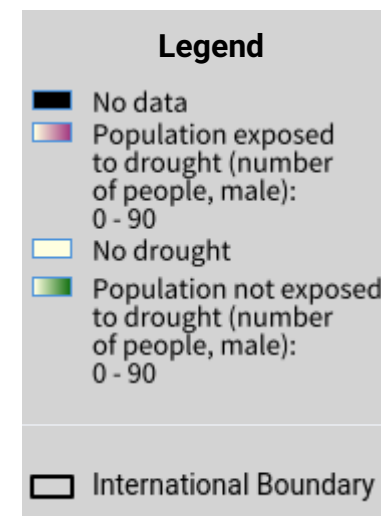 Legend
No data
Population exposed
to drought (number
of people, male):
0 - 90
No drought
Population not exposed
to drought (number
of people, male):
0 - 90
International Boundary